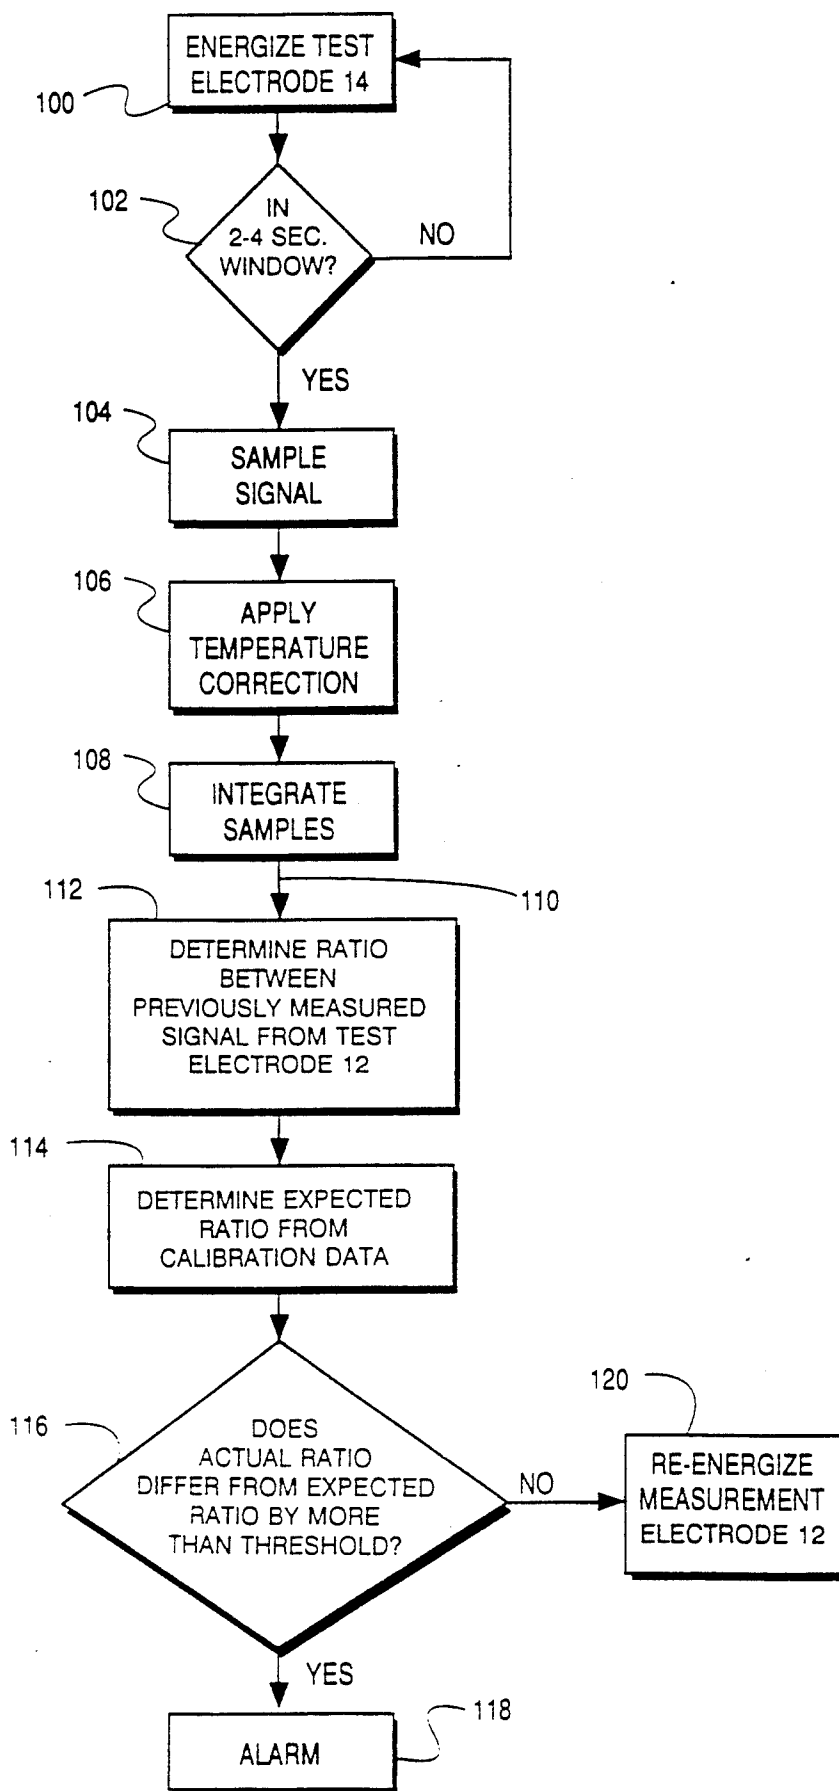 ENERGIZE TEST
ELECTRODE 14
100
102
IN
2-4 SEC.
WINDOW?
NO
YES
104
SAMPLE
SIGNAL
106
APPLY
TEMPERATURE
CORRECTION
108
INTEGRATE
SAMPLES
110
112
DETERMINE RATIO
BETWEEN
PREVIOUSLY MEASURED
SIGNAL FROM TEST
ELECTRODE 12
114
DETERMINE EXPECTED
RATIO FROM
CALIBRATION DATA
116
DOES
ACTUAL RATIO
DIFFER FROM EXPECTED
RATIO BY MORE
THAN THRESHOLD?
NO
120
RE-ENERGIZE
MEASUREMENT
ELECTRODE 12
YES
118
ALARM